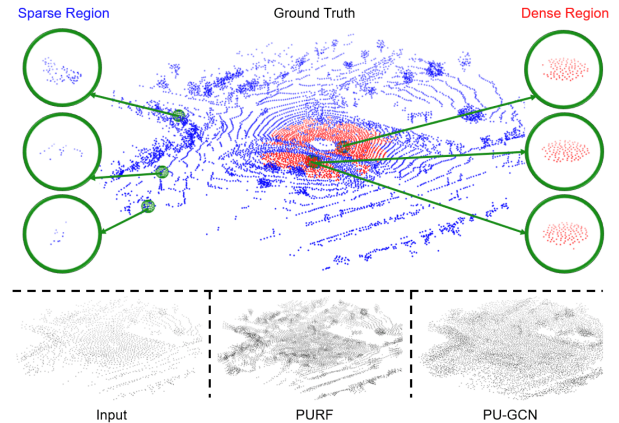 Sparse Region
Ground Truth
Dense Region
Input
PURF
PU-GCN